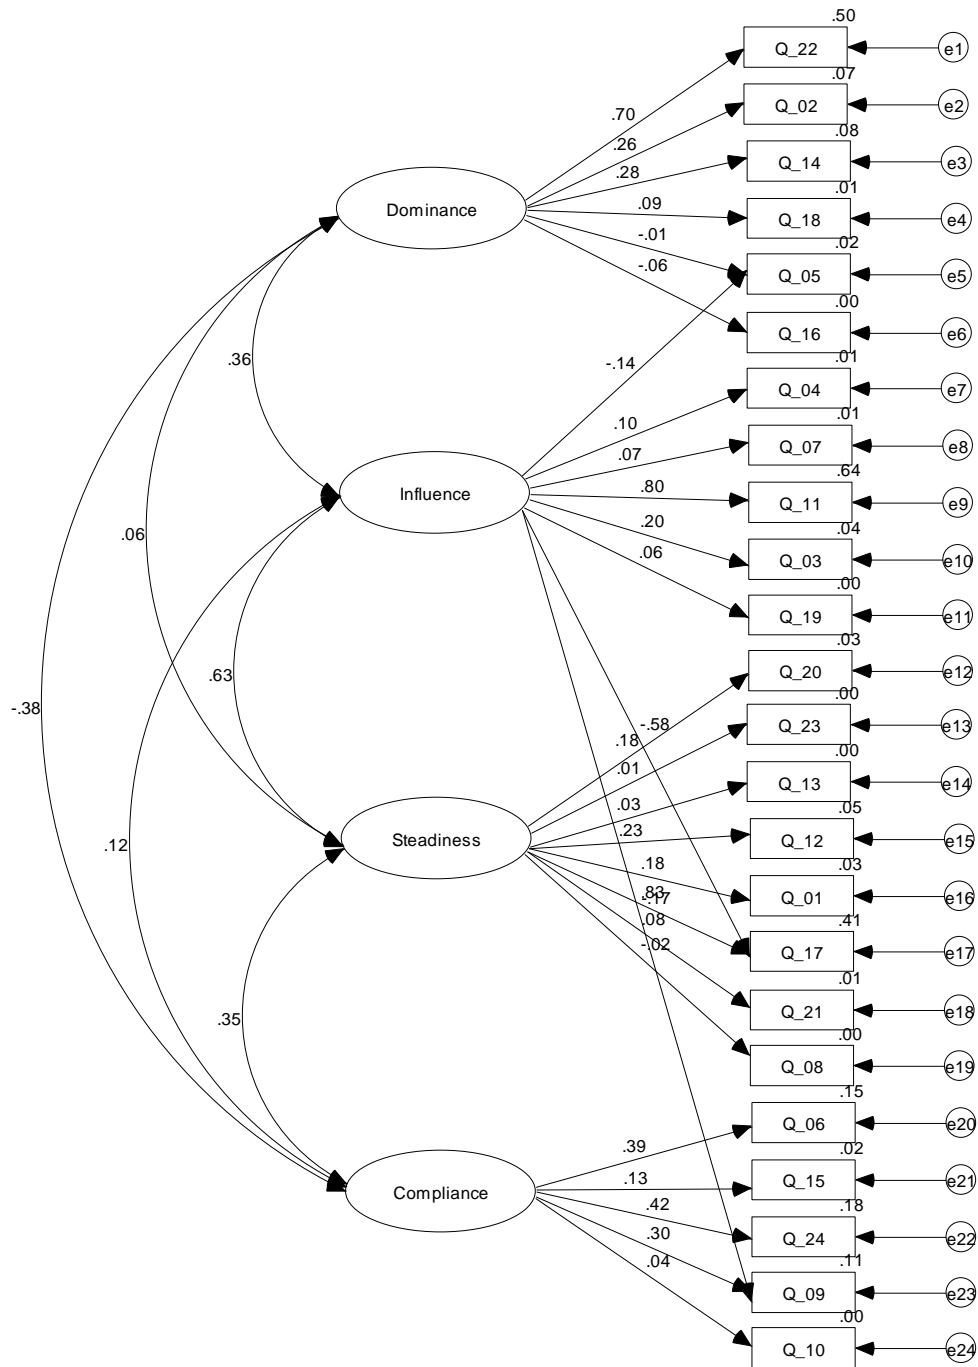 .50
Q_22
e1
.07
.70
Q_02
e2
.08
.26
Q_14
e3
.28
.01
Dominance
.09
Q_18
e4
.02
-.01
Q_05
e5
-.06
.00
Q_16
e6
.01
.36
-.14
Q_04
e7
.01
.10
Q_07
e8
.07
.64
Influence
.80
Q_11
e9
.04
.20
.06
Q_03
e10
.06
.00
Q_19
e11
.03
.63
Q_20
e12
.00
-.38
-.58
Q_23
e13
.18
.00
.01
Q_13
e14
.03
.05
Steadiness
.23
Q_12
e15
.12
.03
.18
Q_01
e16
.83
-.17
.41
.08
Q_17
e17
-.02
.01
.35
Q_21
e18
.00
Q_08
e19
.15
Q_06
e20
.39
.02
Compliance
.13
Q_15
e21
.18
.42
Q_24
e22
.30
.11
.04
Q_09
e23
.00
Q_10
e24